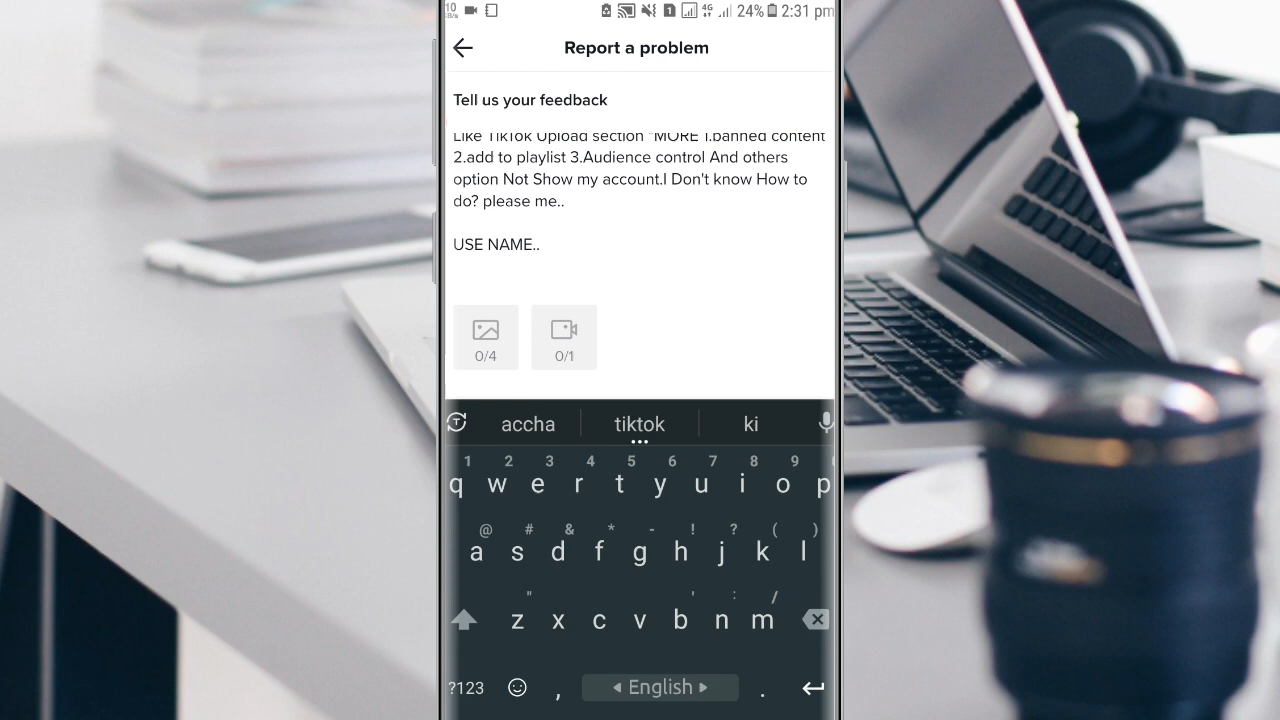 10
B/s
1
4G
24%
2:31 pm
Report a problem
Tell us your feedback
Like TikTok Upload section "MORE 1.banned content
2.add to playlist 3.Audience control And others
option Not Show my account.I Don't know How to
do? please me..
USE NAME..
0/4
0/1
T
accha
tiktok
ki
1 2 3 4 5 6 7 8 9
q w e r t y u i o p
@ # & * - ! ? ( )
a s d f g h j k l
" ' : /
z x c v b n m
?123
,
English
.